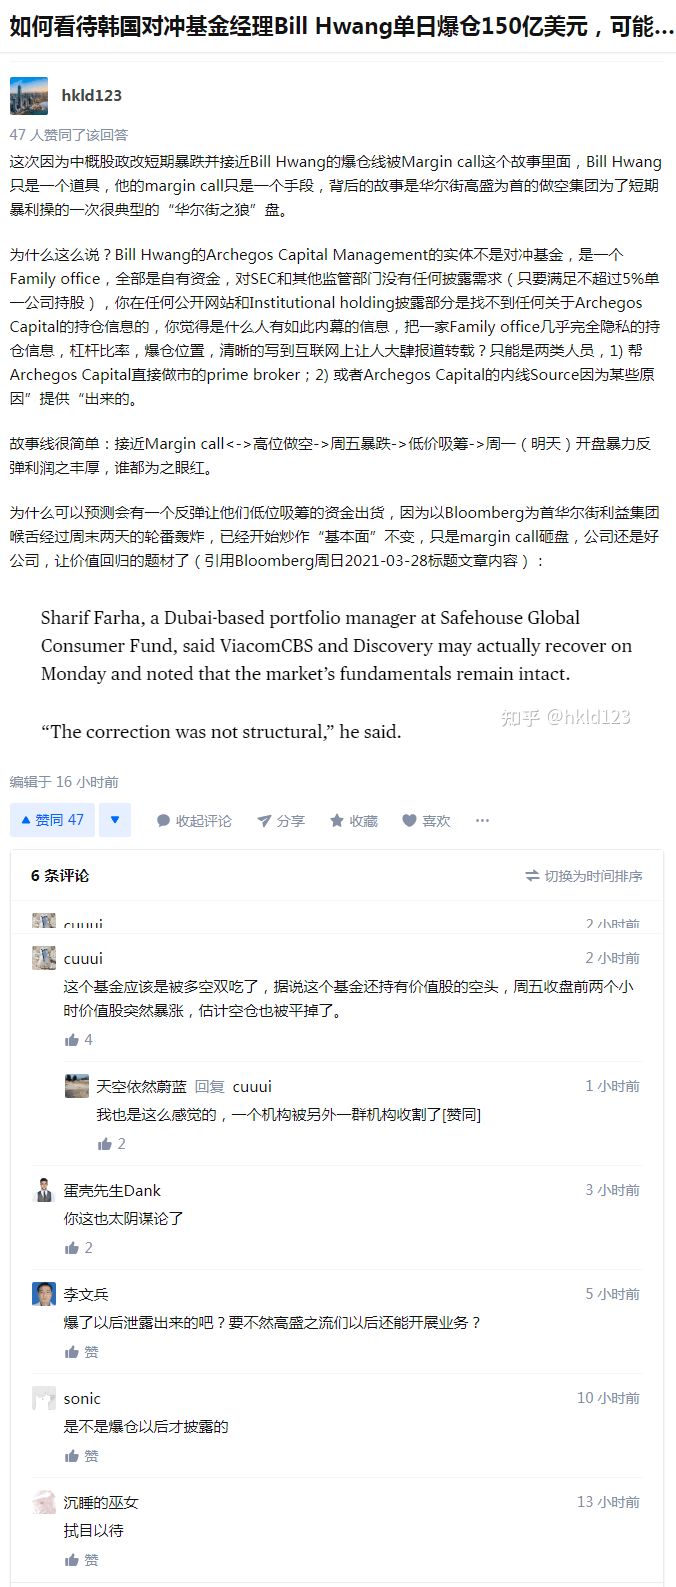 如何看待韩国对冲基金经理Bill Hwang单日爆仓150亿美元，可能...
hkld123
47 人赞同了该回答
这次因为中概股政改短期暴跌并接近Bill Hwang的爆仓线被Margin call这个故事里面，Bill Hwang
只是一个道具，他的margin call只是一个手段，背后的故事是华尔街高盛为首的做空集团为了短期
暴利操的一次很典型的“华尔街之狼”盘。
为什么这么说？Bill Hwang的Archegos Capital Management的实体不是对冲基金，是一个
Family office，全部是自有资金，对SEC和其他监管部门没有任何披露需求（只要满足不超过5%单
一公司持股），你在任何公开网站和Institutional holding披露部分是找不到任何关于Archegos
Capital的持仓信息的，你觉得是什么人有如此内幕的信息，把一家Family office几乎完全隐私的持
仓信息，杠杆比率，爆仓位置，清晰的写到互联网上让人大肆报道转载？只能是两类人员，1) 帮
Archegos Capital直接做市的prime broker；2) 或者Archegos Capital的内线Source因为某些原
因”提供“出来的。
故事线很简单：接近Margin call<->高位做空->周五暴跌->低价吸筹->周一（明天）开盘暴力反
弹利润之丰厚，谁都为之眼红。
为什么可以预测会有一个反弹让他们低位吸筹的资金出货，因为以Bloomberg为首华尔街利益集团
喉舌经过周末两天的轮番轰炸，已经开始炒作“基本面”不变，只是margin call砸盘，公司还是好
公司，让价值回归的题材了（引用Bloomberg周日2021-03-28标题文章内容）：
Sharif Farha, a Dubai-based portfolio manager at Safehouse Global
Consumer Fund, said ViacomCBS and Discovery may actually recover on
Monday and noted that the market’s fundamentals remain intact.
知乎 @hkld123
“The correction was not structural,” he said.
编辑于 16 小时前
赞同 47 收起评论 分享 收藏 喜欢 ···
6 条评论 切换为时间排序
cuuui 2 小时前
cuuui 2 小时前
这个基金应该是被多空双吃了，据说这个基金还持有价值股的空头，周五收盘前两个小
时价值股突然暴涨，估计空仓也被平掉了。
4
天空依然蔚蓝 回复 cuuui 1 小时前
我也是这么感觉的，一个机构被另外一群机构收割了[赞同]
2
蛋壳先生Dank 3 小时前
你这也太阴谋论了
2
李文兵 5 小时前
爆了以后泄露出来的吧？要不然高盛之流们以后还能开展业务？
赞
sonic 10 小时前
是不是爆仓以后才披露的
赞
沉睡的巫女 13 小时前
拭目以待
赞